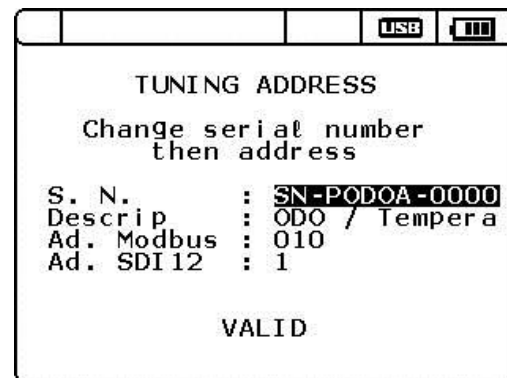 USB
TUNING ADDRESS
Change serial number
then address
S. N. : SN-PODOA-0000
Descrip : ODO / Tempera
Ad. Modbus : 010
Ad. SDI12 : 1
VALID